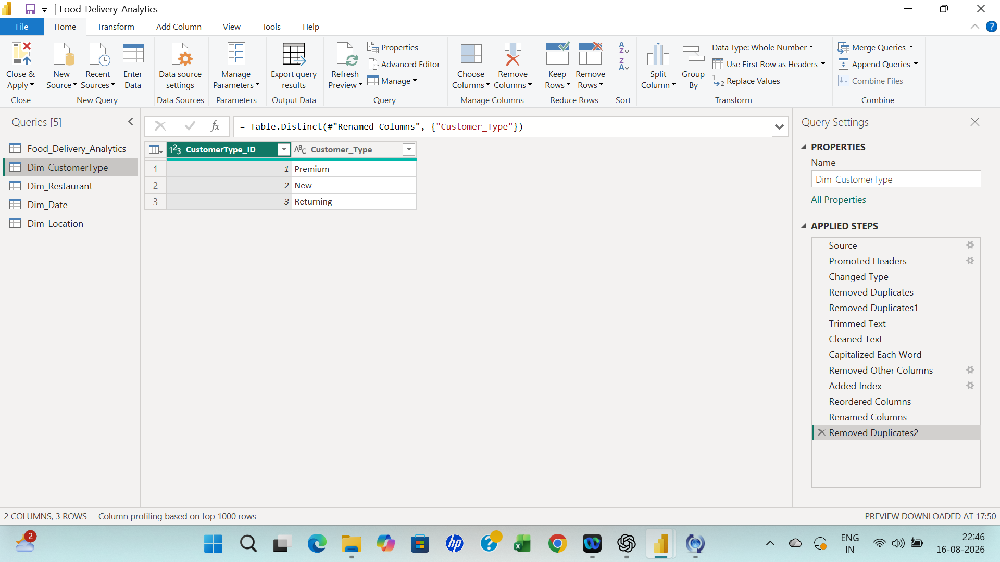 Food_Delivery_Analytics
File Home Transform Add Column View Tools Help
Close & Apply
New Source
Recent Sources
Enter Data
Data source settings
Manage Parameters
Export query results
Refresh Preview
Properties
Advanced Editor
Manage
Choose Columns
Remove Columns
Keep Rows
Remove Rows
Split Column
Group By
Data Type: Whole Number
Use First Row as Headers
Replace Values
Merge Queries
Append Queries
Combine Files
Close
New Query
Data Sources
Parameters
Output Data
Query
Manage Columns
Reduce Rows
Sort
Transform
Combine
Queries [5]
Food_Delivery_Analytics
Dim_CustomerType
Dim_Restaurant
Dim_Date
Dim_Location
fx
= Table.Distinct(#"Renamed Columns", {"Customer_Type"})
123 CustomerType_ID ABC Customer_Type
1 1 Premium
2 2 New
3 3 Returning
Query Settings
PROPERTIES
Name
Dim_CustomerType
All Properties
APPLIED STEPS
Source
Promoted Headers
Changed Type
Removed Duplicates
Removed Duplicates1
Trimmed Text
Cleaned Text
Capitalized Each Word
Removed Other Columns
Added Index
Reordered Columns
Renamed Columns
Removed Duplicates2
2 COLUMNS, 3 ROWS Column profiling based on top 1000 rows
PREVIEW DOWNLOADED AT 17:50
2
hp
ENG
IN
22:46
16-08-2026